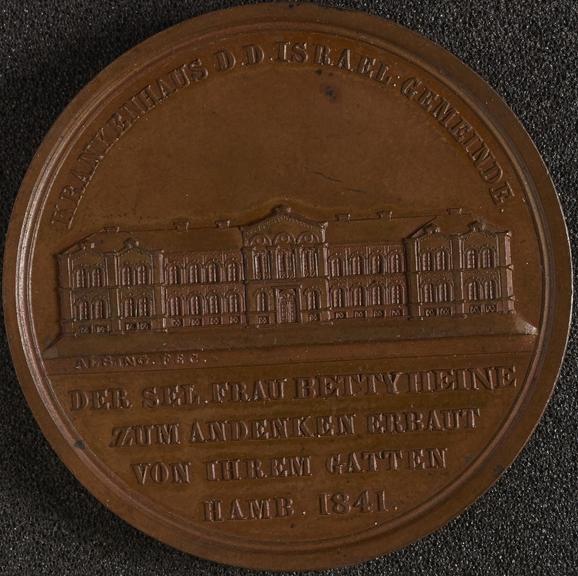 KRANKENHAUS D.D. ISRAEL: GEMEINDE.
ALSING. FEC.
DER SEL. FRAU BETTY HEINE
ZUM ANDENKEN ERBAUT
VON IHREM GATTEN
HAMB. 1841.